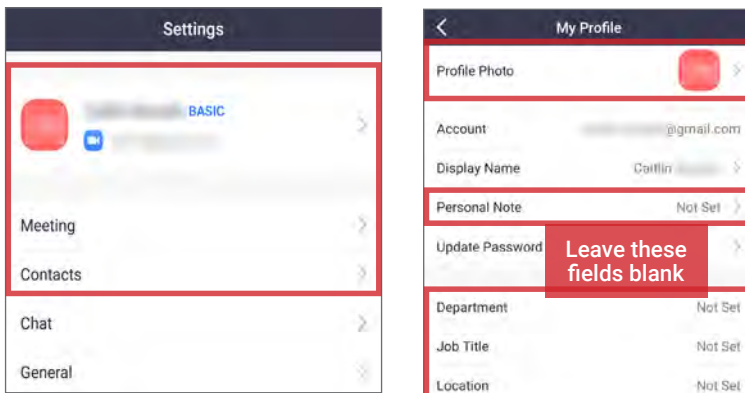 Settings
BASIC
Meeting
Contacts
Chat
General
My Profile
Profile Photo
Account @gmail.com
Display Name Caitlin
Personal Note Not Set
Update Password
Leave these
fields blank
Department Not Set
Job Title Not Set
Location Not Set